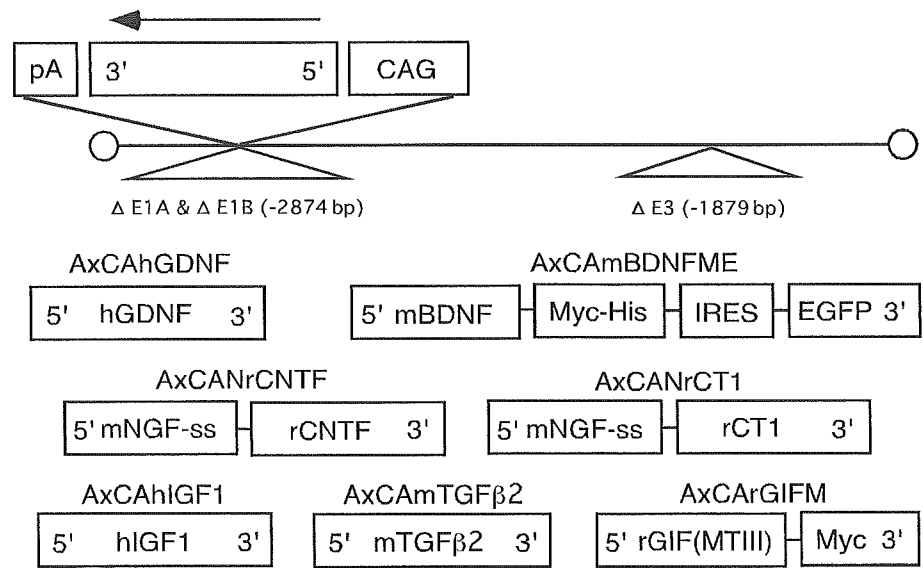 pA 3' 5' CAG
Δ E1A & Δ E1B (-2874 bp) Δ E3 (-1879 bp)
AxCAhGDNF AxCAmBDNFME
5' hGDNF 3' 5' mBDNF Myc-His IRES EGFP 3'
AxCANrCNTF AxCANrCT1
5' mNGF-ss rCNTF 3' 5' mNGF-ss rCT1 3'
AxCAhIGF1 AxCAmTGFβ2 AxCArGIFM
5' hIGF1 3' 5' mTGFβ2 3' 5' rGIF(MTIII) Myc 3'